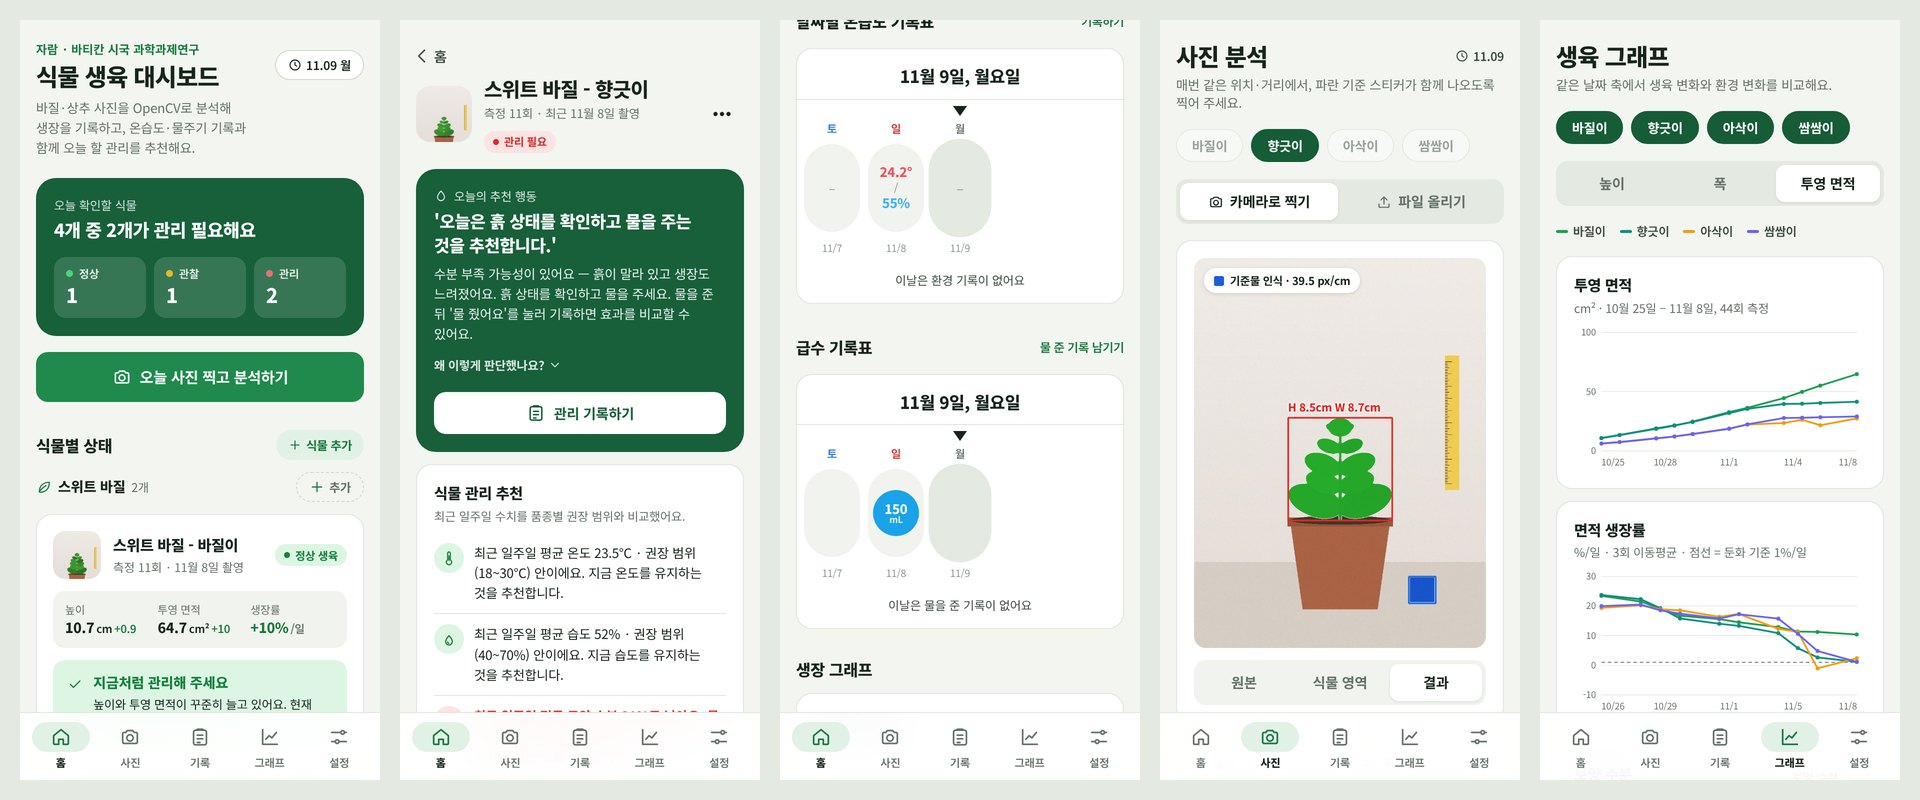 자람 · 바티칸 시국 과학과제연구
식물 생육 대시보드
11.09 월
바질·상추 사진을 OpenCV로 분석해
생장을 기록하고, 온습도·물주기 기록과
함께 오늘 할 관리를 추천해요.
오늘 확인할 식물
4개 중 2개가 관리 필요해요
정상
1
관찰
1
관리
2
오늘 사진 찍고 분석하기
식물별 상태
+ 식물 추가
스위트 바질 2개
+ 추가
스위트 바질 - 바질이
측정 11회 · 11월 8일 촬영
정상 생육
높이
10.7 cm +0.9
투영 면적
64.7 cm² +10
생장률
+10% /일
지금처럼 관리해 주세요
높이와 투영 면적이 꾸준히 늘고 있어요. 현재
홈
사진
기록
그래프
설정
홈
스위트 바질 - 향긋이
측정 11회 · 최근 11월 8일 촬영
관리 필요
오늘의 추천 행동
'오늘은 흙 상태를 확인하고 물을 주는
것을 추천합니다.'
수분 부족 가능성이 있어요 — 흙이 말라 있고 생장도
느려졌어요. 흙 상태를 확인하고 물을 주세요. 물을 준
뒤 '물 줬어요'를 눌러 기록하면 효과를 비교할 수
있어요.
왜 이렇게 판단했나요?
관리 기록하기
식물 관리 추천
최근 일주일 수치를 품종별 권장 범위와 비교했어요.
최근 일주일 평균 온도 23.5°C · 권장 범위
(18~30°C) 안이에요. 지금 온도를 유지하는
것을 추천합니다.
최근 일주일 평균 습도 52% · 권장 범위
(40~70%) 안이에요. 지금 습도를 유지하는
것을 추천합니다.
홈
사진
기록
그래프
설정
날짜별 온습도 기록표
기록하기
11월 9일, 월요일
토
일
월
–
24.2°
/
55%
–
11/7
11/8
11/9
이날은 환경 기록이 없어요
급수 기록표
물 준 기록 남기기
11월 9일, 월요일
토
일
월
150
mL
11/7
11/8
11/9
이날은 물을 준 기록이 없어요
생장 그래프
홈
사진
기록
그래프
설정
사진 분석
11.09
매번 같은 위치·거리에서, 파란 기준 스티커가 함께 나오도록
찍어 주세요.
바질이
향긋이
아삭이
쌈쌈이
카메라로 찍기
파일 올리기
기준물 인식 · 39.5 px/cm
H 8.5cm W 8.7cm
원본
식물 영역
결과
홈
사진
기록
그래프
설정
생육 그래프
같은 날짜 축에서 생육 변화와 환경 변화를 비교해요.
바질이
향긋이
아삭이
쌈쌈이
높이
폭
투영 면적
바질이
향긋이
아삭이
쌈쌈이
투영 면적
cm² · 10월 25일 – 11월 8일, 44회 측정
100
50
0
10/25
10/28
11/1
11/4
11/8
면적 생장률
%/일 · 3회 이동평균 · 점선 = 둔화 기준 1%/일
30
20
10
0
-10
10/26
10/29
11/1
11/5
11/8
홈
사진
기록
그래프
설정